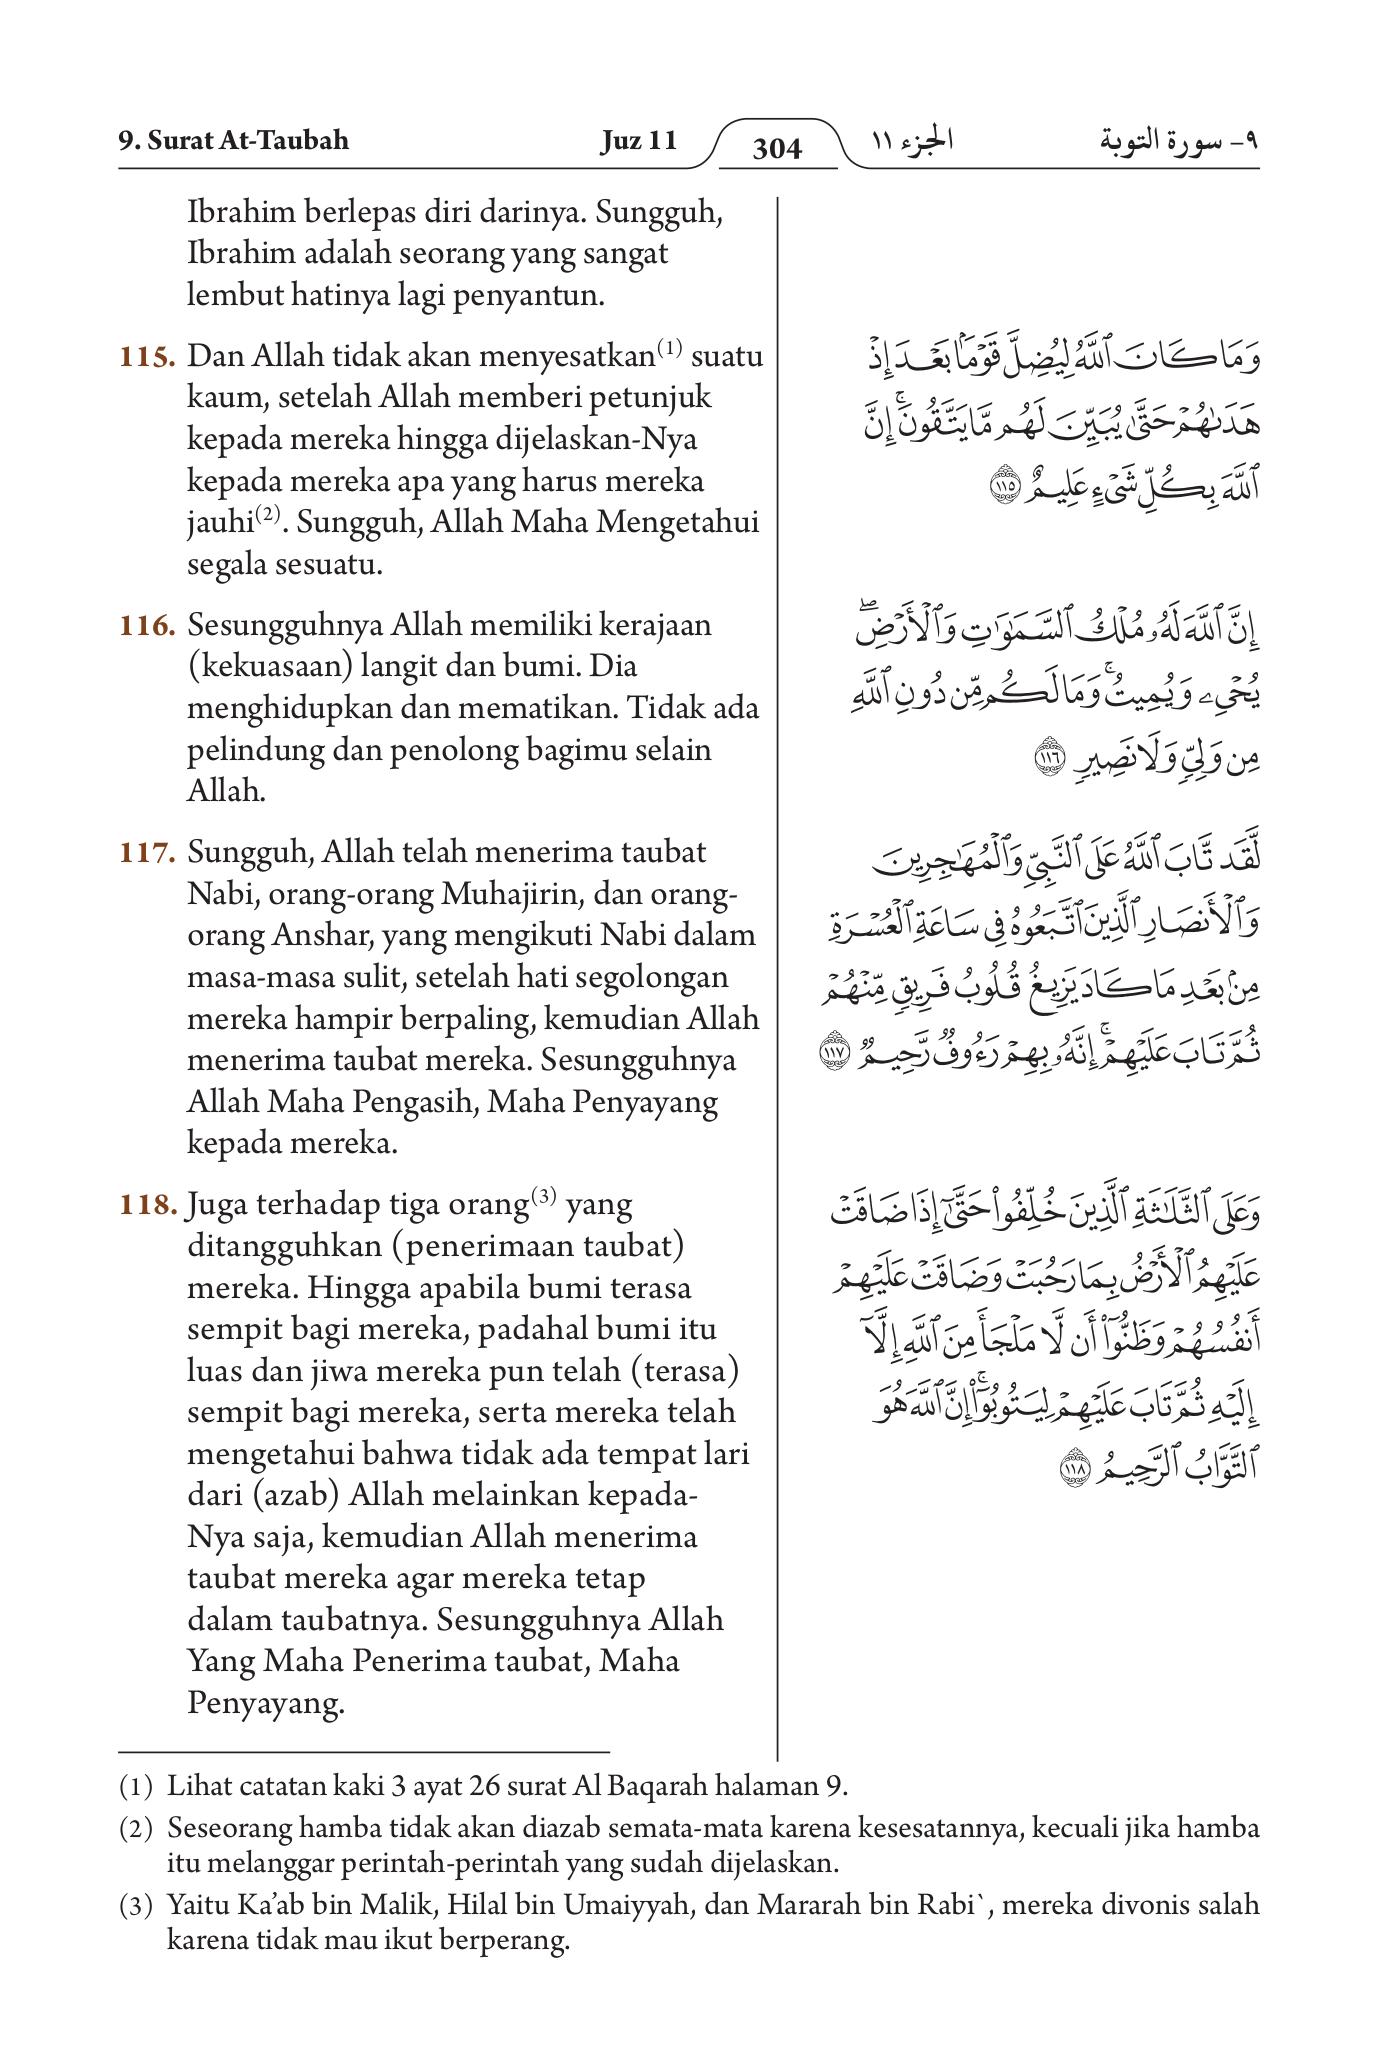 9. Surat At-Taubah Juz 11 304 الجزء ١١ ٩- سورة التوبة
Ibrahim berlepas diri darinya. Sungguh,
Ibrahim adalah seorang yang sangat
lembut hatinya lagi penyantun.
115. Dan Allah tidak akan menyesatkan(1) suatu
kaum, setelah Allah memberi petunjuk
kepada mereka hingga dijelaskan-Nya
kepada mereka apa yang harus mereka
jauhi(2). Sungguh, Allah Maha Mengetahui
segala sesuatu.
وَمَا كَانَ ٱللَّهُ لِيُضِلَّ قَوْمَۢا بَعْدَ إِذْ
هَدَىٰهُمْ حَتَّىٰ يُبَيِّنَ لَهُم مَّا يَتَّقُونَۚ إِنَّ
ٱللَّهَ بِكُلِّ شَىْءٍ عَلِيمٌ ١١٥
116. Sesungguhnya Allah memiliki kerajaan
(kekuasaan) langit dan bumi. Dia
menghidupkan dan mematikan. Tidak ada
pelindung dan penolong bagimu selain
Allah.
إِنَّ ٱللَّهَ لَهُۥ مُلْكُ ٱلسَّمَٰوَٰتِ وَٱلْأَرْضِۖ
يُحْىِۦ وَيُمِيتُۚ وَمَا لَكُم مِّن دُونِ ٱللَّهِ
مِن وَلِىٍّ وَلَا نَصِيرٍ ١١٦
117. Sungguh, Allah telah menerima taubat
Nabi, orang-orang Muhajirin, dan orang-
orang Anshar, yang mengikuti Nabi dalam
masa-masa sulit, setelah hati segolongan
mereka hampir berpaling, kemudian Allah
menerima taubat mereka. Sesungguhnya
Allah Maha Pengasih, Maha Penyayang
kepada mereka.
لَّقَد تَّابَ ٱللَّهُ عَلَى ٱلنَّبِىِّ وَٱلْمُهَٰجِرِينَ
وَٱلْأَنصَارِ ٱلَّذِينَ ٱتَّبَعُوهُ فِى سَاعَةِ ٱلْعُسْرَةِ
مِنۢ بَعْدِ مَا كَادَ يَزِيغُ قُلُوبُ فَرِيقٍ مِّنْهُمْ
ثُمَّ تَابَ عَلَيْهِمْۚ إِنَّهُۥ بِهِمْ رَءُوفٌ رَّحِيمٌ ١١٧
118. Juga terhadap tiga orang(3) yang
ditangguhkan (penerimaan taubat)
mereka. Hingga apabila bumi terasa
sempit bagi mereka, padahal bumi itu
luas dan jiwa mereka pun telah (terasa)
sempit bagi mereka, serta mereka telah
mengetahui bahwa tidak ada tempat lari
dari (azab) Allah melainkan kepada-
Nya saja, kemudian Allah menerima
taubat mereka agar mereka tetap
dalam taubatnya. Sesungguhnya Allah
Yang Maha Penerima taubat, Maha
Penyayang.
وَعَلَى ٱلثَّلَٰثَةِ ٱلَّذِينَ خُلِّفُوا۟ حَتَّىٰٓ إِذَا ضَاقَتْ
عَلَيْهِمُ ٱلْأَرْضُ بِمَا رَحُبَتْ وَضَاقَتْ عَلَيْهِمْ
أَنفُسُهُمْ وَظَنُّوٓا۟ أَن لَّا مَلْجَأَ مِنَ ٱللَّهِ إِلَّآ
إِلَيْهِ ثُمَّ تَابَ عَلَيْهِمْ لِيَتُوبُوٓا۟ۚ إِنَّ ٱللَّهَ هُوَ
ٱلتَّوَّابُ ٱلرَّحِيمُ ١١٨
(1) Lihat catatan kaki 3 ayat 26 surat Al Baqarah halaman 9.
(2) Seseorang hamba tidak akan diazab semata-mata karena kesesatannya, kecuali jika hamba
itu melanggar perintah-perintah yang sudah dijelaskan.
(3) Yaitu Ka’ab bin Malik, Hilal bin Umaiyyah, dan Mararah bin Rabi`, mereka divonis salah
karena tidak mau ikut berperang.